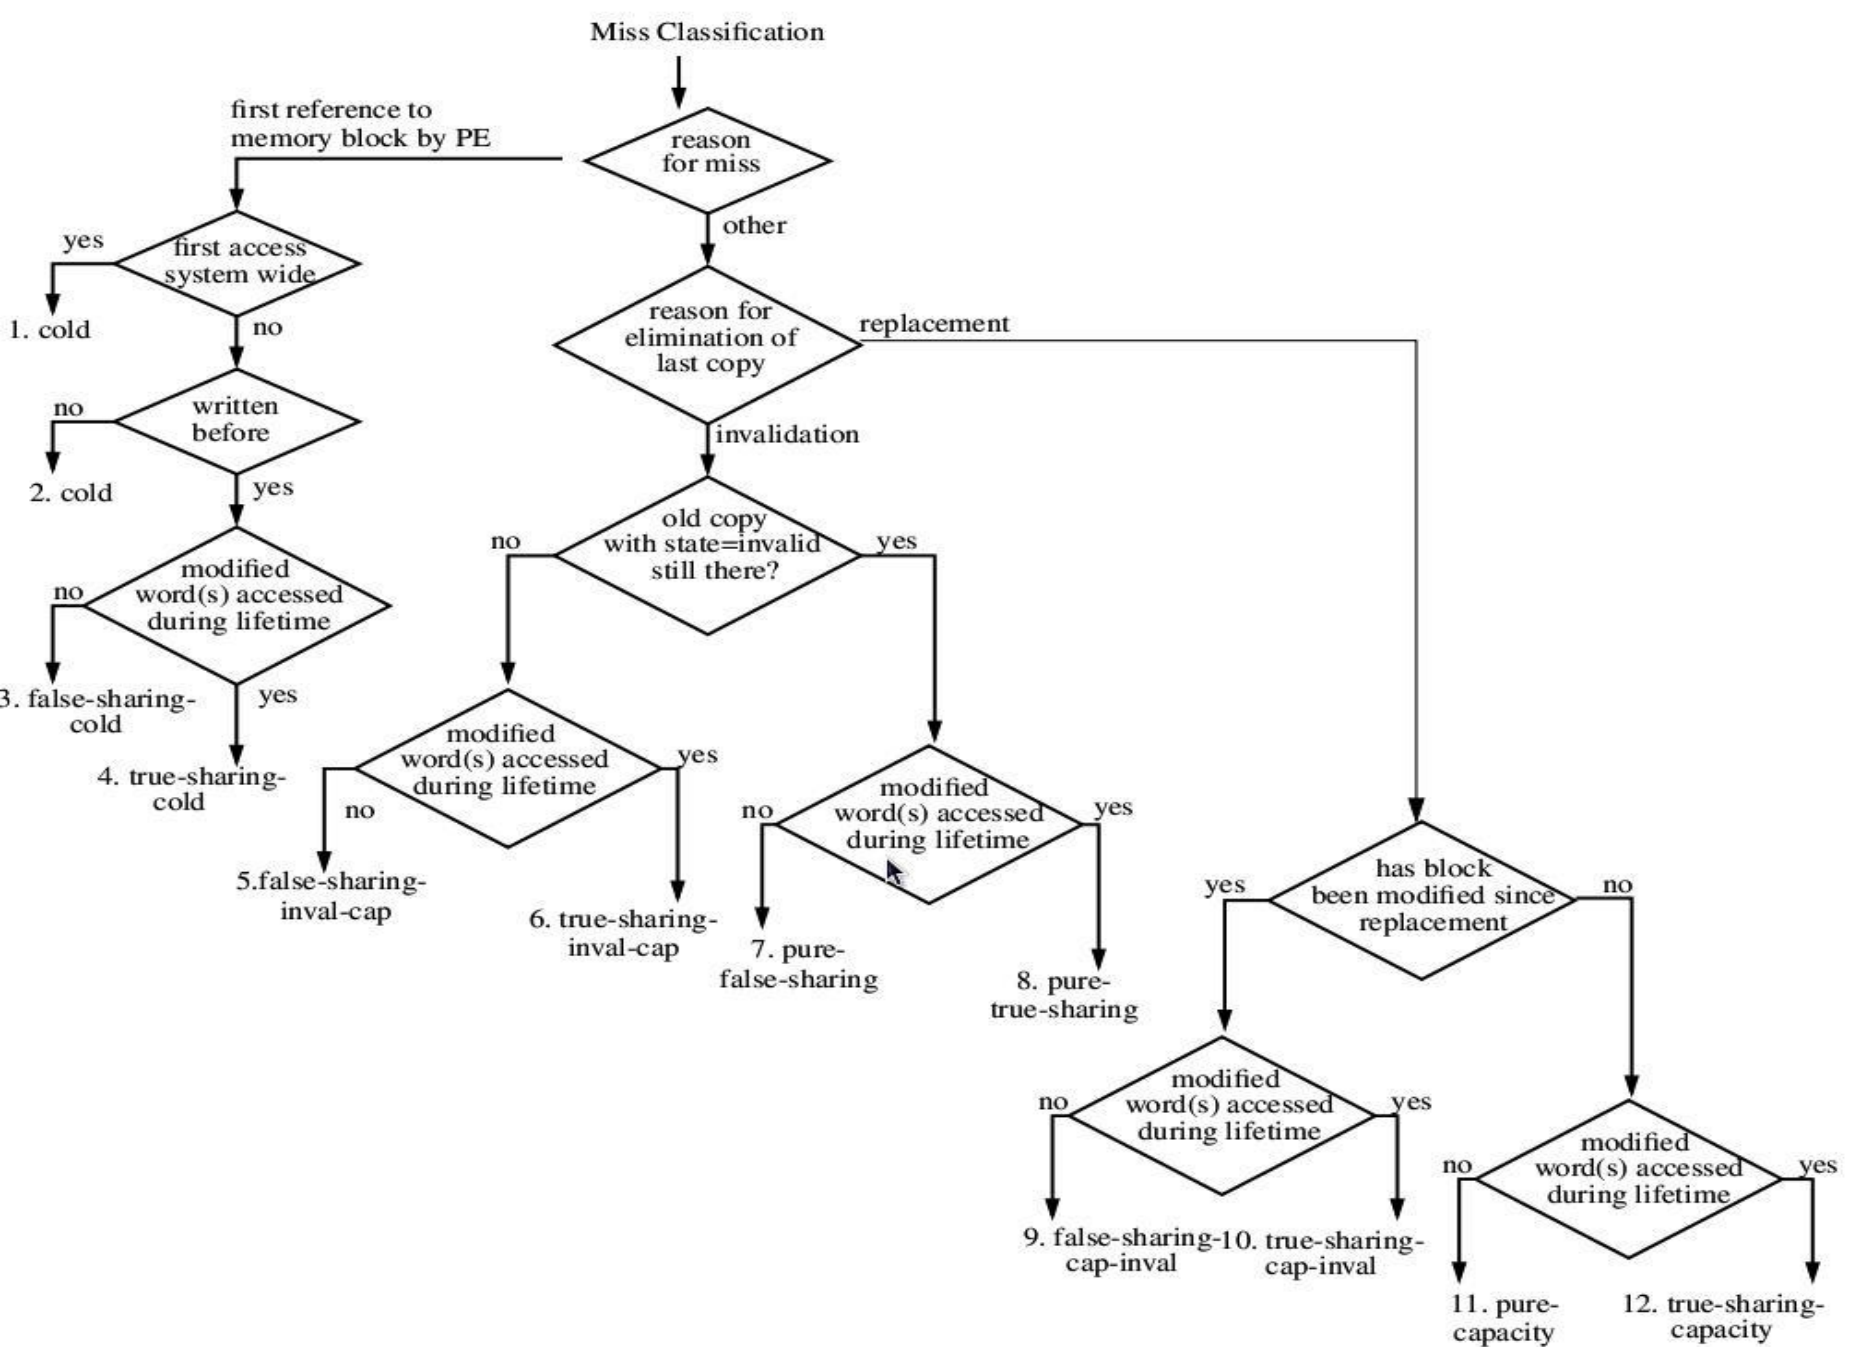 Miss Classification
first reference to
memory block by PE
reason
for miss
other
yes
first access
system wide
1. cold
no
reason for
elimination of
last copy
replacement
no
written
before
invalidation
2. cold
yes
old copy
with state=invalid
still there?
no
yes
modified
word(s) accessed
during lifetime
no
3. false-sharing-
cold
yes
4. true-sharing-
cold
modified
word(s) accessed
during lifetime
no
yes
5.false-sharing-
inval-cap
6. true-sharing-
inval-cap
modified
word(s) accessed
during lifetime
no
yes
7. pure-
false-sharing
8. pure-
true-sharing
has block
been modified since
replacement
yes
no
modified
word(s) accessed
during lifetime
no
yes
9. false-sharing-
cap-inval
10. true-sharing-
cap-inval
modified
word(s) accessed
during lifetime
no
yes
11. pure-
capacity
12. true-sharing-
capacity